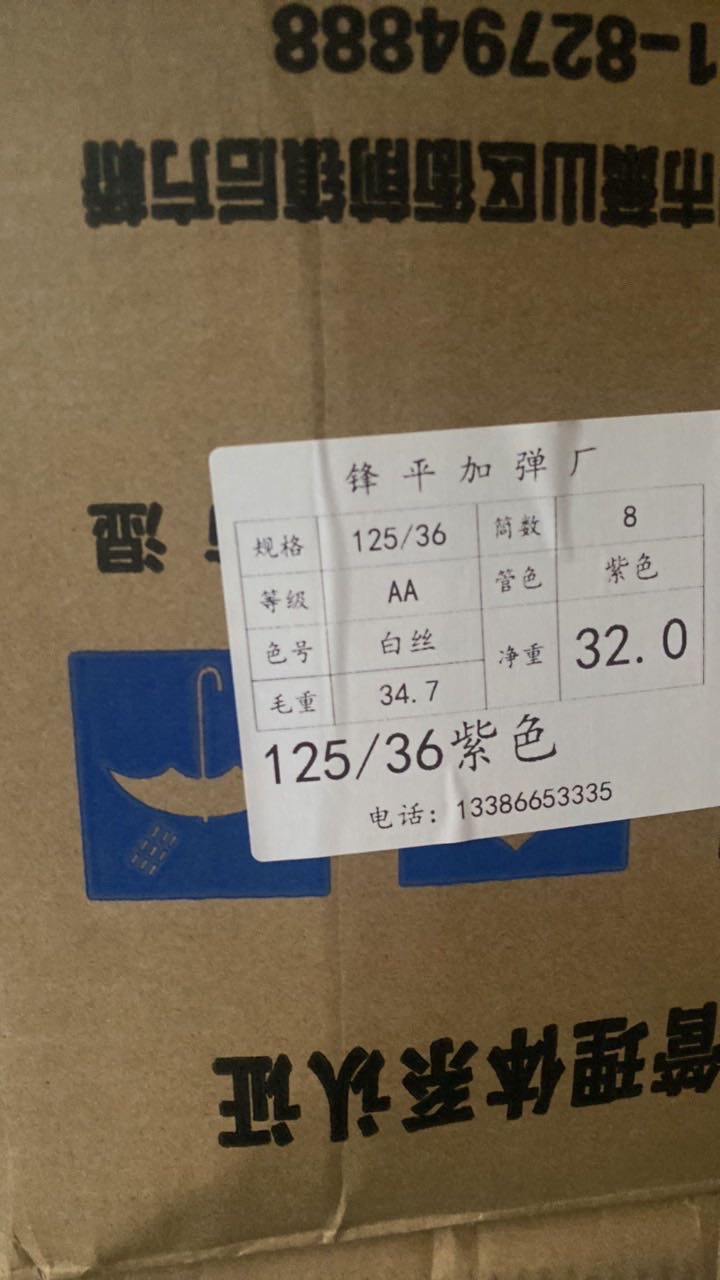 1-82794888
市萧山区衙前镇后方桥
湿
锋平加弹厂
规格 125/36 筒数 8
等级 AA 管色 紫色
色号 白丝 净重 32.0
毛重 34.7
125/36紫色
电话: 13386653335
管理体系认证